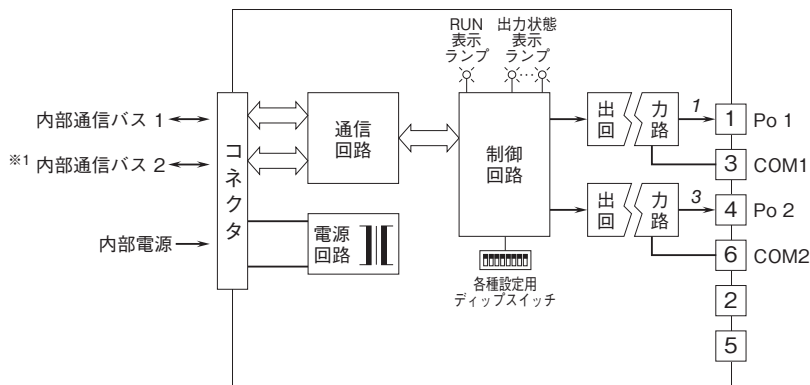 RUN
表示
ランプ
出力状態
表示
ランプ
内部通信バス 1
※1 内部通信バス 2
内部電源
コネクタ
通信
回路
電源
回路
制御
回路
各種設定用
ディップスイッチ
出力
回路
1
1 Po 1
3 COM1
出力
回路
3
4 Po 2
6 COM2
2
5